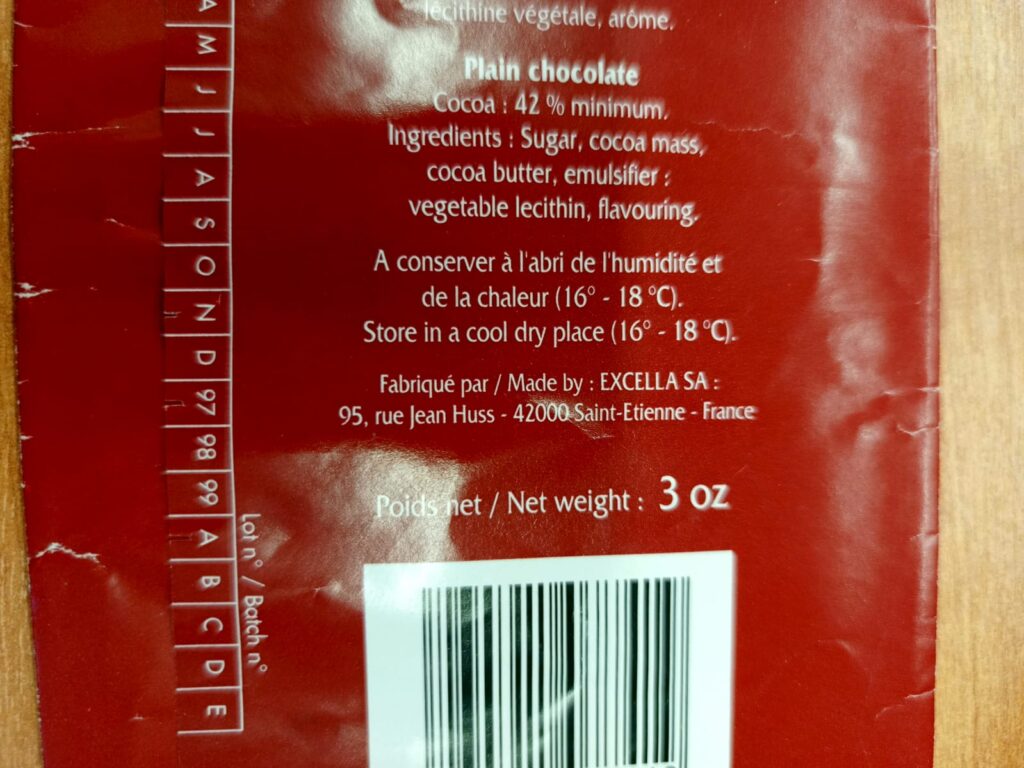 lécithine végétale, arôme.
Plain chocolate
Cocoa : 42 % minimum.
Ingredients : Sugar, cocoa mass,
cocoa butter, emulsifier :
vegetable lecithin, flavouring.
A conserver à l'abri de l'humidité et
de la chaleur (16° - 18 °C).
Store in a cool dry place (16° - 18 °C).
Fabriqué par / Made by : EXCELLA SA :
95, rue Jean Huss - 42000 Saint-Etienne - France
Poids net / Net weight : 3 oz
A M J J A S O N D 97 98 99 A B C D E
Lot n° / Batch n°